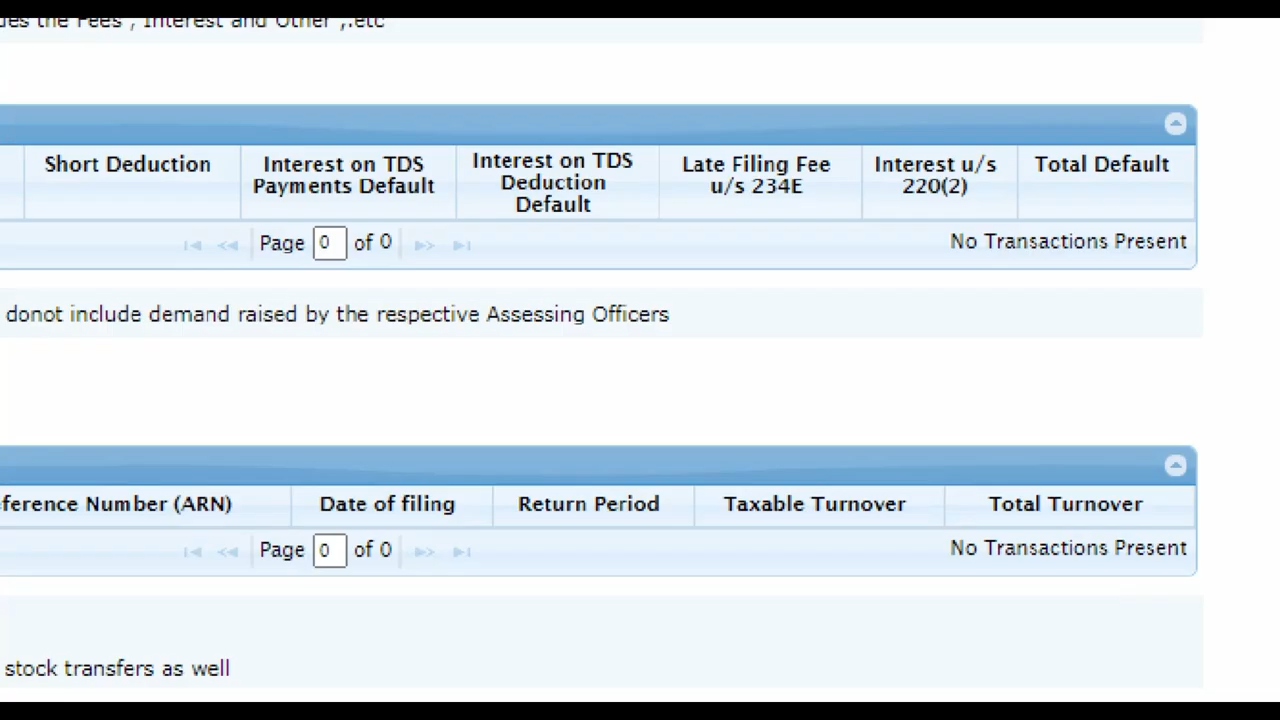 des the Fees , Interest and Other ,.etc
Short Deduction
Interest on TDS
Payments Default
Interest on TDS
Deduction
Default
Late Filing Fee
u/s 234E
Interest u/s
220(2)
Total Default
Page 0 of 0
No Transactions Present
donot include demand raised by the respective Assessing Officers
ference Number (ARN)
Date of filing
Return Period
Taxable Turnover
Total Turnover
Page 0 of 0
No Transactions Present
stock transfers as well